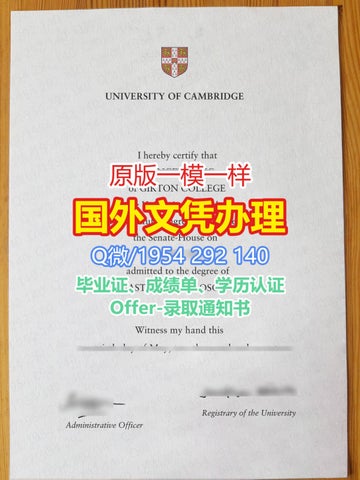 UNIVERSITY OF CAMBRIDGE
I hereby certify that
原版一模一样
of GIRTON COLLEGE
国外文凭办理
the Senate-House on
Q微/1954 292 140
admitted to the degree of
毕业证、成绩单、学历认证
Offer-录取通知书
Witness my hand this
Administrative Officer
Registrary of the University